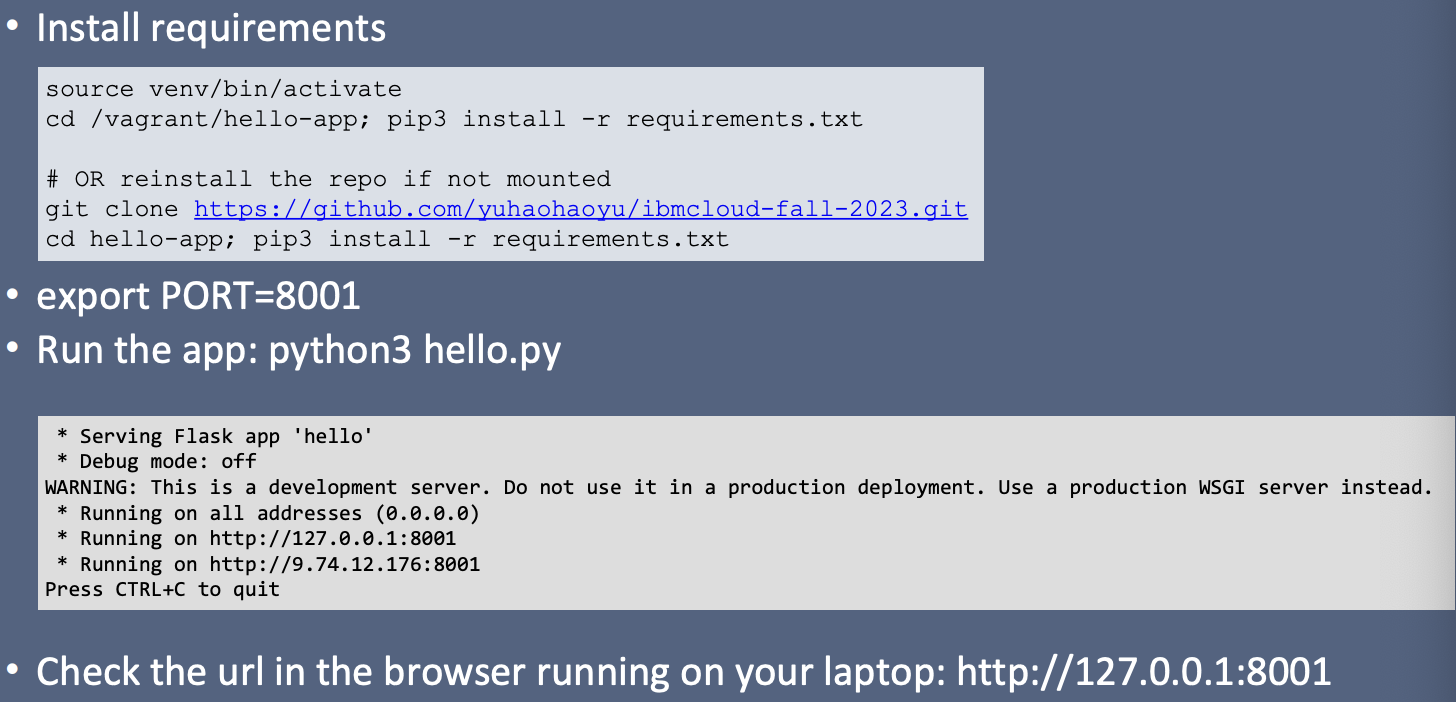 • Install requirements
source venv/bin/activate
cd /vagrant/hello-app; pip3 install -r requirements.txt
# OR reinstall the repo if not mounted
git clone https://github.com/yuhaohaoyu/ibmcloud-fall-2023.git
cd hello-app; pip3 install -r requirements.txt
• export PORT=8001
• Run the app: python3 hello.py
* Serving Flask app 'hello'
* Debug mode: off
WARNING: This is a development server. Do not use it in a production deployment. Use a production WSGI server instead.
* Running on all addresses (0.0.0.0)
* Running on http://127.0.0.1:8001
* Running on http://9.74.12.176:8001
Press CTRL+C to quit
• Check the url in the browser running on your laptop: http://127.0.0.1:8001